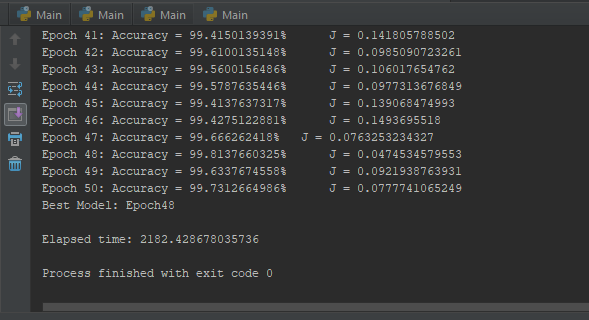 Main Main Main Main
Epoch 41: Accuracy = 99.4150139391% J = 0.141805788502
Epoch 42: Accuracy = 99.6100135148% J = 0.0985090723261
Epoch 43: Accuracy = 99.5600156486% J = 0.106017654762
Epoch 44: Accuracy = 99.5787635446% J = 0.0977313676849
Epoch 45: Accuracy = 99.4137637317% J = 0.139068474993
Epoch 46: Accuracy = 99.4275122881% J = 0.1493695518
Epoch 47: Accuracy = 99.666262418% J = 0.0763253234327
Epoch 48: Accuracy = 99.8137660325% J = 0.0474534579553
Epoch 49: Accuracy = 99.6337674558% J = 0.0921938763931
Epoch 50: Accuracy = 99.7312664986% J = 0.0777741065249
Best Model: Epoch48
Elapsed time: 2182.428678035736
Process finished with exit code 0